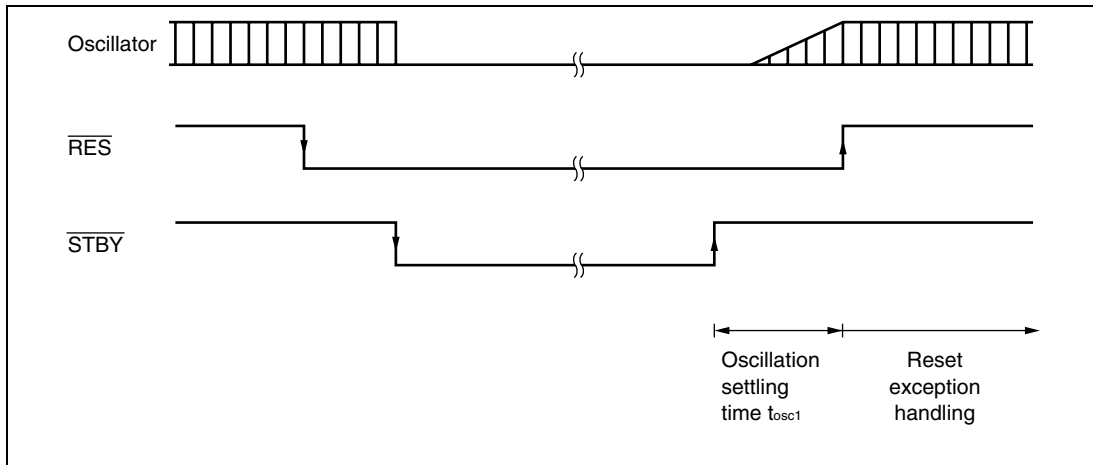 Oscillator
RES
STBY
Oscillation
settling
time tosc1
Reset
exception
handling